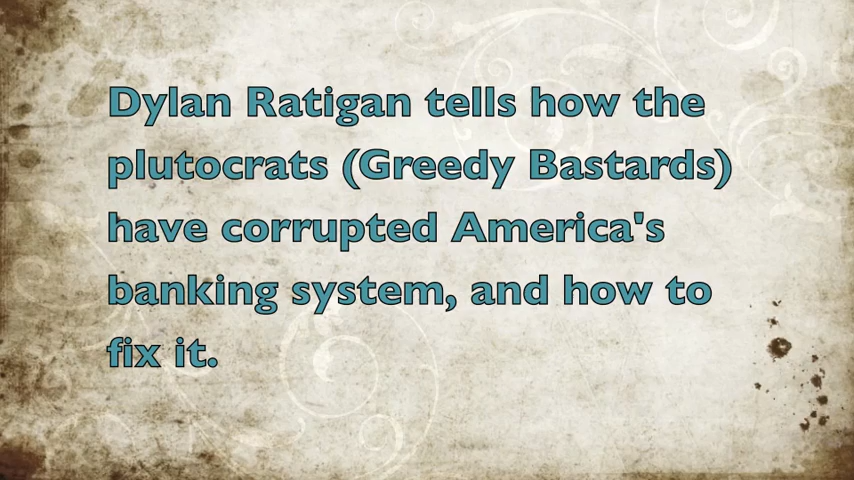 Dylan Ratigan tells how the
plutocrats (Greedy Bastards)
have corrupted America's
banking system, and how to
fix it.